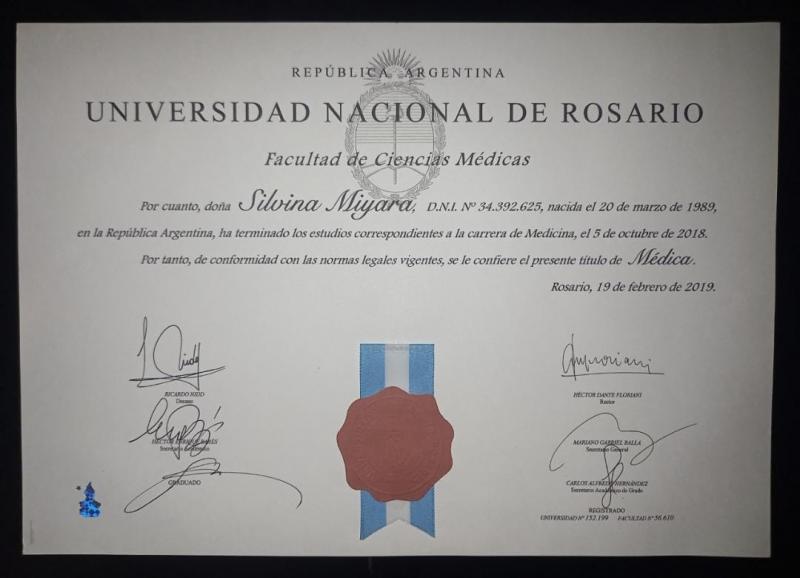 REPÚBLICA ARGENTINA
UNIVERSIDAD NACIONAL DE ROSARIO
Facultad de Ciencias Médicas
Por cuanto, doña Silvina Miyara, D.N.I. Nº 34.392.625, nacida el 20 de marzo de 1989,
en la República Argentina, ha terminado los estudios correspondientes a la carrera de Medicina, el 5 de octubre de 2018.
Por tanto, de conformidad con las normas legales vigentes, se le confiere el presente título de Médica.
Rosario, 19 de febrero de 2019.
RICARDO NIDD
Decano
HÉCTOR ENRIQUE
Secretario
GRADUADO
HÉCTOR DANTE FLORIANI
Rector
MARIANO GABRIEL BALLA
Secretario General
CARLOS ALFREDO HERNÁNDEZ
Secretario Académico de Grado
REGISTRADO
UNIVERSIDAD Nº 152.199 FACULTAD Nº 56.610